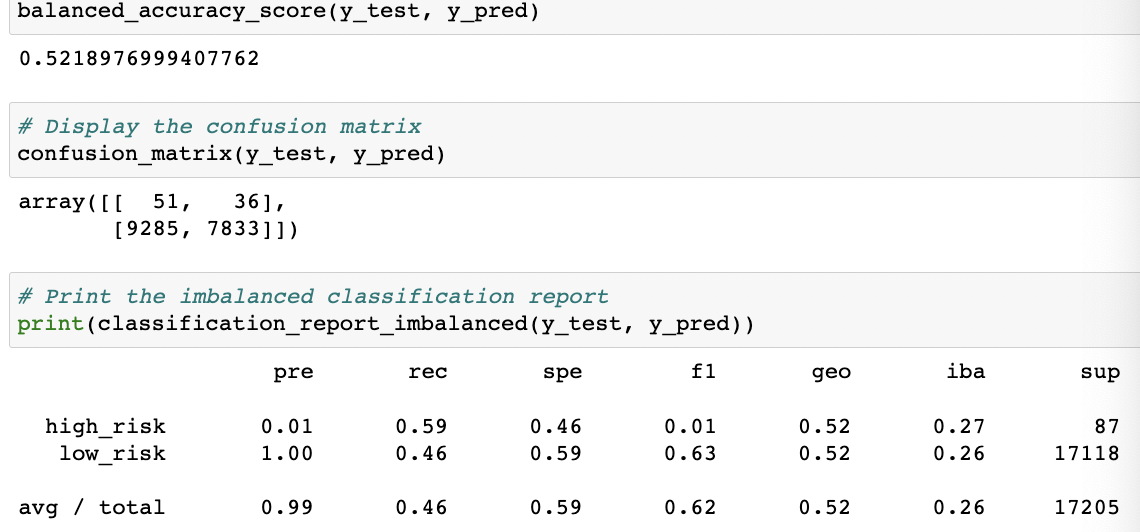 balanced_accuracy_score(y_test, y_pred)
0.5218976999407762
# Display the confusion matrix
confusion_matrix(y_test, y_pred)
array([[  51,   36],
       [9285, 7833]])
# Print the imbalanced classification report
print(classification_report_imbalanced(y_test, y_pred))
pre rec spe f1 geo iba sup
high_risk 0.01 0.59 0.46 0.01 0.52 0.27 87
low_risk 1.00 0.46 0.59 0.63 0.52 0.26 17118
avg / total 0.99 0.46 0.59 0.62 0.52 0.26 17205